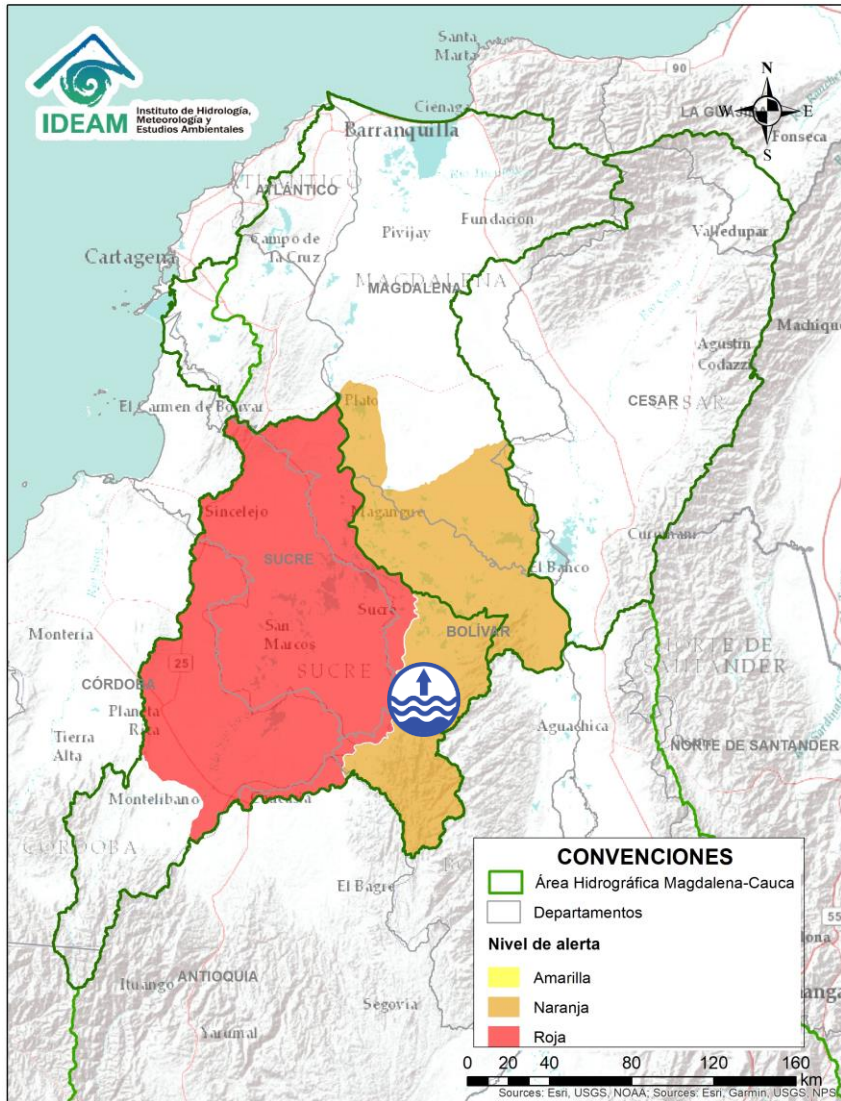 IDEAM
Instituto de Hidrología,
Meteorología y
Estudios Ambientales
Santa
Marta
90
N
W
E
S
LA GUAJIRA
Fonseca
Ciénaga
Barranquilla
ATLÁNTICO
ATLÁNTICO
Campo de
la Cruz
Pivijay
Fundación
Valledupar
Cartagena
MAGDALENA
MAGDALENA
Agustín
Codazzi
CESAR
CESAR
El Carmen de Bolívar
Plato
Sincelejo
Magangué
Curumaní
SUCRE
El Banco
Sucre
BOLÍVAR
Montería
San
Marcos
SUCRE
NORTE DE
SANTANDER
25
CÓRDOBA
Planeta
Rica
Tierra
Alta
Aguachica
NORTE DE SANTANDER
Montelíbano
CÓRDOBA
El Bagre
Ituango
ANTIOQUIA
Segovia
Yarumal
55
CONVENCIONES
Área Hidrográfica Magdalena-Cauca
Departamentos
Nivel de alerta
Amarilla
Naranja
Roja
0 20 40 80 120 160
km
Sources: Esri, USGS, NOAA; Sources: Esri, Garmin, USGS, NPS